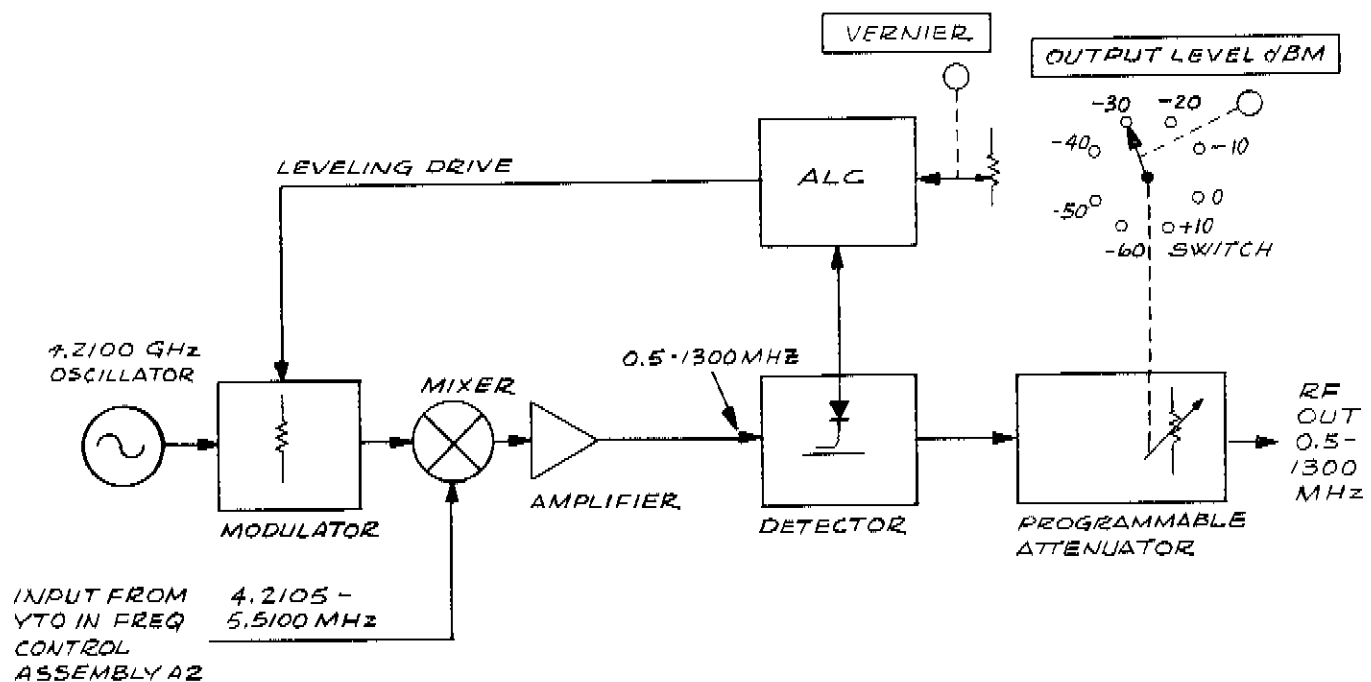 VERNIER
OUTPUT LEVEL dBM
-30
-20
-40
-10
-50
0
-60
+10
SWITCH
ALC
LEVELING DRIVE
4.2100 GHz
OSCILLATOR
MIXER
0.5-1300 MHZ
MODULATOR
AMPLIFIER
DETECTOR
PROGRAMMABLE
ATTENUATOR
RF
OUT
0.5-
1300
MHz
INPUT FROM
YTO IN FREQ
CONTROL
ASSEMBLY A2
4.2105 -
5.5100 MHz